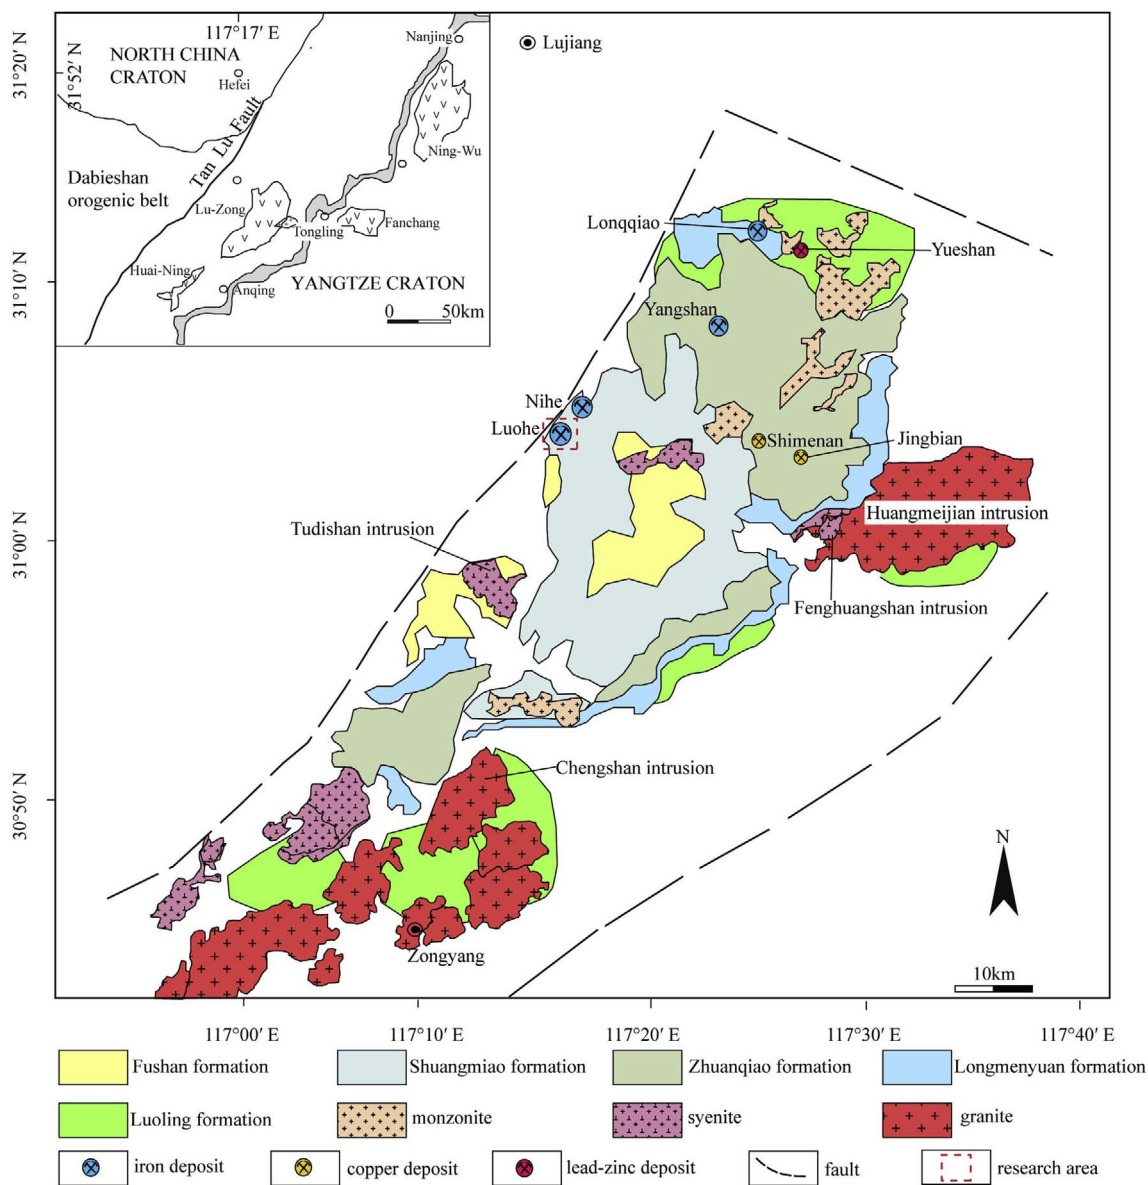 117°17′ E
31°20′ N
31°52′ N
NORTH CHINA
CRATON
Nanjing
Hefei
Tan Lu Fault
Ning-Wu
Dabieshan
orogenic belt
Lu-Zong
Tongling
Fanchang
Huai-Ning
Anqing
YANGTZE CRATON
0 50km
Lujiang
Lonqqiao
Yueshan
31°10′ N
Yangshan
Nihe
Luohe
Shimenan
Jingbian
Tudishan intrusion
Huangmeijian intrusion
31°00′ N
Fenghuangshan intrusion
Chengshan intrusion
30°50′ N
N
Zongyang
10km
117°00′ E
117°10′ E
117°20′ E
117°30′ E
117°40′ E
Fushan formation
Shuangmiao formation
Zhuanqiao formation
Longmenyuan formation
Luoling formation
monzonite
syenite
granite
iron deposit
copper deposit
lead-zinc deposit
fault
research area